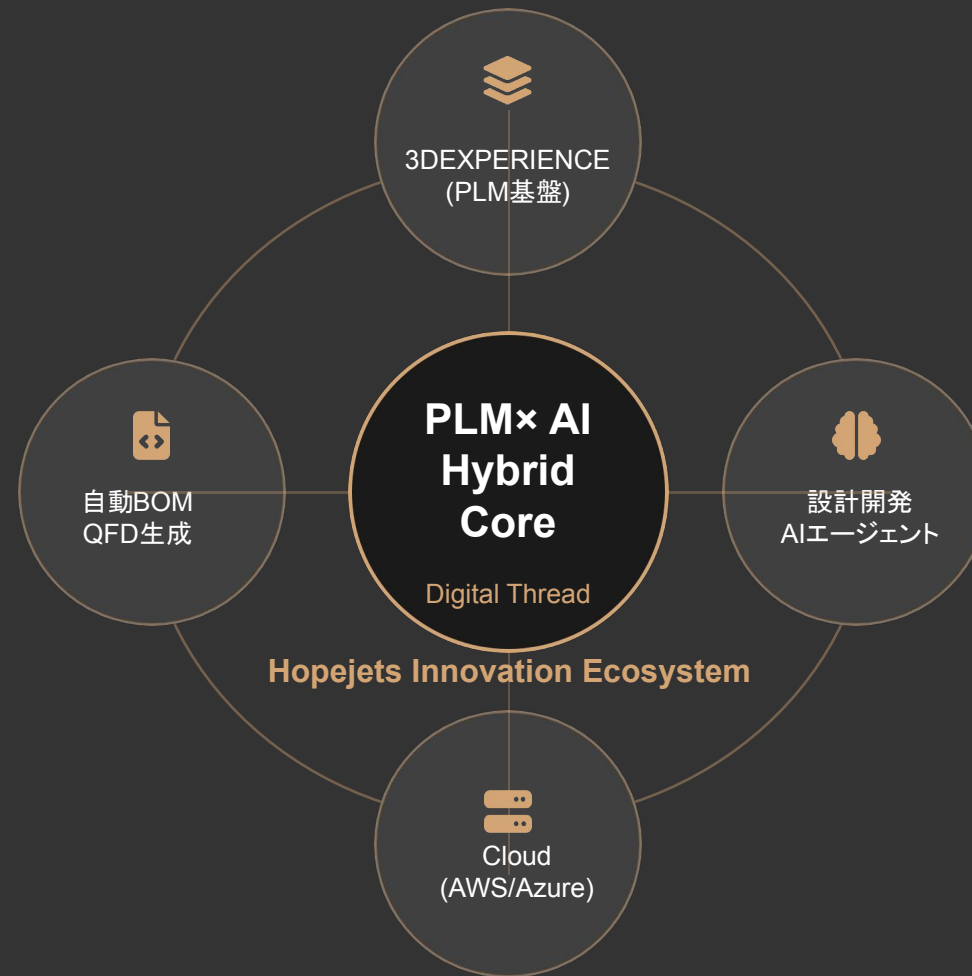 3DEXPERIENCE
(PLM基盤)
自動BOM
QFD生成
PLM× AI
Hybrid
Core
Digital Thread
設計開発
AIエージェント
Hopejets Innovation Ecosystem
Cloud
(AWS/Azure)